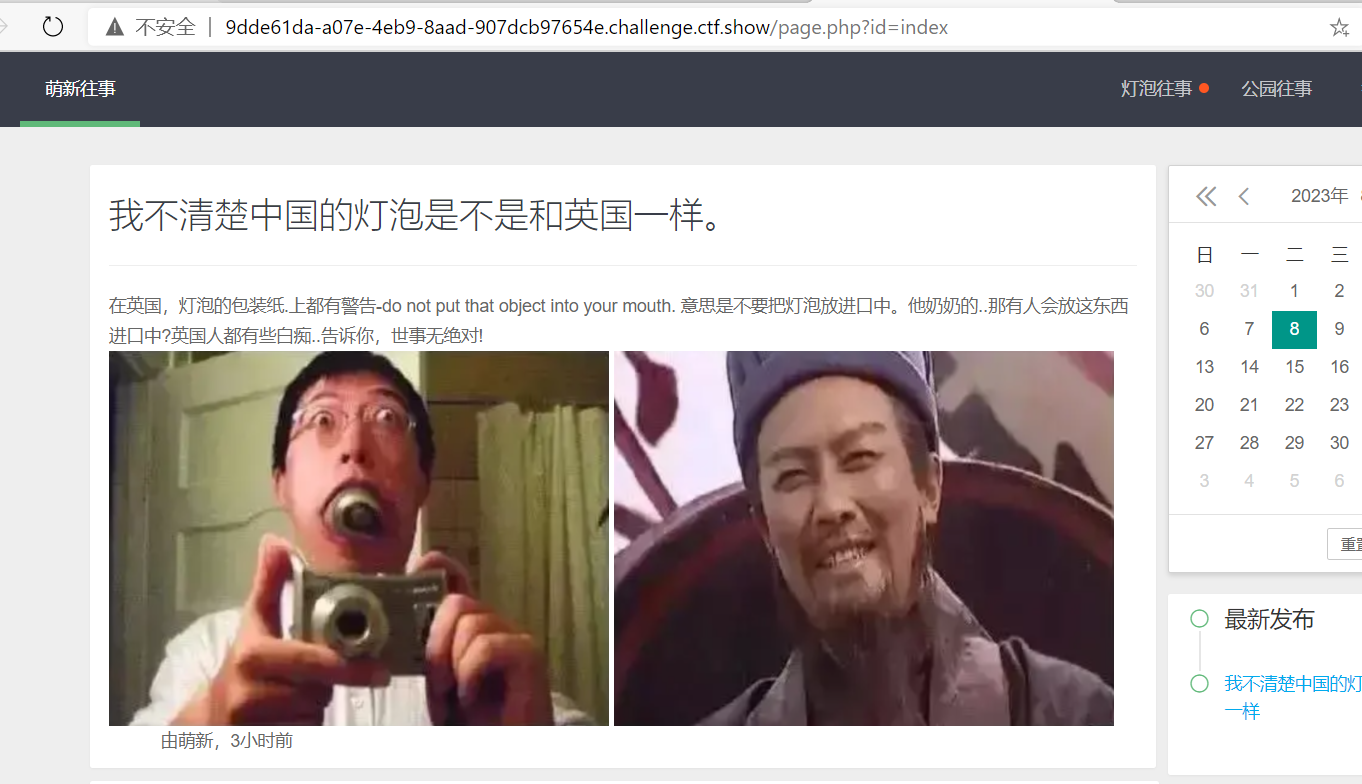 不安全 | 9dde61da-a07e-4eb9-8aad-907dcb97654e.challenge.ctf.show/page.php?id=index
萌新往事 灯泡往事 公园往事
我不清楚中国的灯泡是不是和英国一样。
在英国，灯泡的包装纸.上都有警告-do not put that object into your mouth. 意思是不要把灯泡放进口中。他奶奶的..那有人会放这东西
进口中?英国人都有些白痴..告诉你，世事无绝对!
由萌新，3小时前
2023年
日 一 二 三
30 31 1 2
6 7 8 9
13 14 15 16
20 21 22 23
27 28 29 30
3 4 5 6
重置
最新发布
我不清楚中国的灯
一样